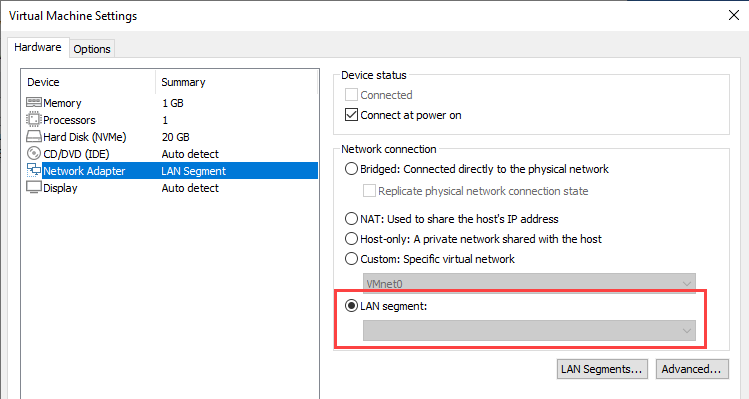 Virtual Machine Settings
Hardware Options
Device Summary
Memory 1 GB
Processors 1
Hard Disk (NVMe) 20 GB
CD/DVD (IDE) Auto detect
Network Adapter LAN Segment
Display Auto detect
Device status
Connected
Connect at power on
Network connection
Bridged: Connected directly to the physical network
Replicate physical network connection state
NAT: Used to share the host's IP address
Host-only: A private network shared with the host
Custom: Specific virtual network
VMnet0
LAN segment:
LAN Segments... Advanced...